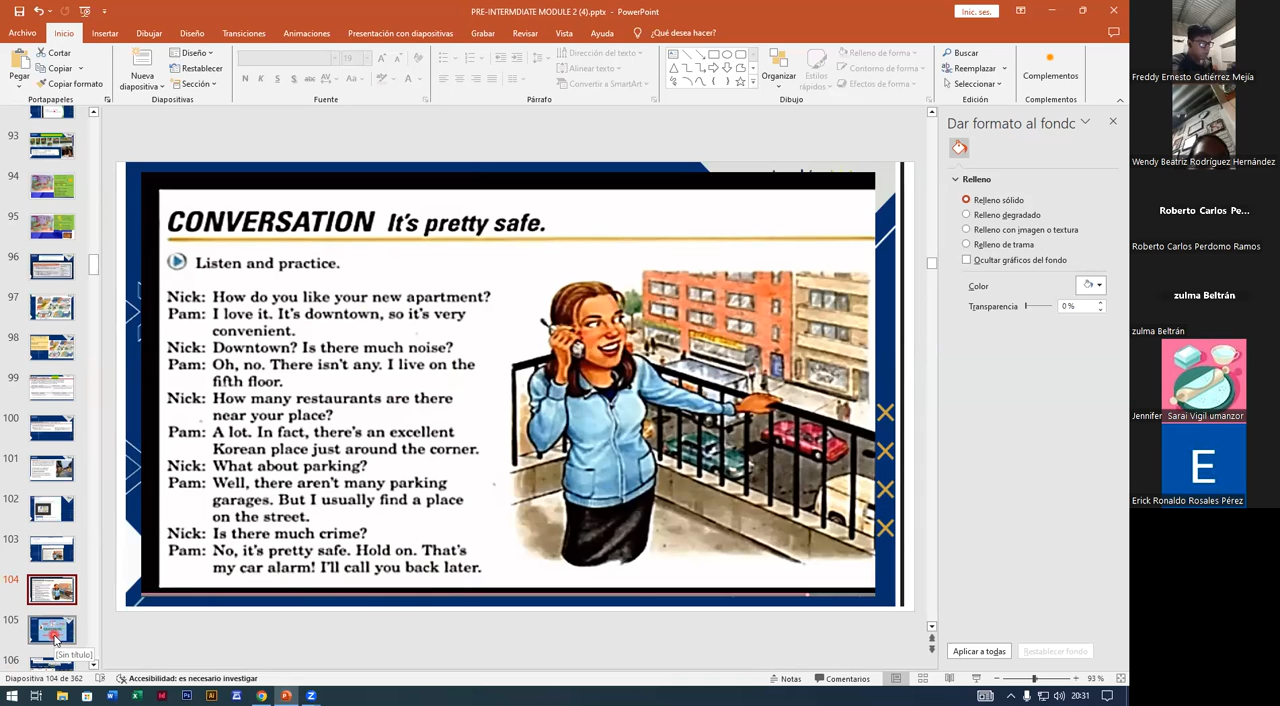 PRE-INTERMDIATE MODULE 2 (4).pptx - PowerPoint
Inic. ses.
Archivo Inicio Insertar Dibujar Diseño Transiciones Animaciones Presentación con diapositivas Grabar Revisar Vista Ayuda ¿Qué desea hacer?
Pegar
Cortar
Copiar
Copiar formato
Portapapeles
Nueva
diapositiva
Diseño
Restablecer
Sección
Diapositivas
19
N K S S ab AV Aa A
Fuente
Dirección del texto
Alinear texto
Convertir a SmartArt
Párrafo
Organizar
Estilos
rápidos
Relleno de forma
Contorno de forma
Efectos de forma
Dibujo
Buscar
Reemplazar
Seleccionar
Edición
Complementos
Complementos
93
94
95
96
97
98
99
100
101
102
103
104
105
106
[Sin título]
CONVERSATION It's pretty safe.
Listen and practice.
Nick: How do you like your new apartment?
Pam: I love it. It's downtown, so it's very
convenient.
Nick: Downtown? Is there much noise?
Pam: Oh, no. There isn't any. I live on the
fifth floor.
Nick: How many restaurants are there
near your place?
Pam: A lot. In fact, there's an excellent
Korean place just around the corner.
Nick: What about parking?
Pam: Well, there aren't many parking
garages. But I usually find a place
on the street.
Nick: Is there much crime?
Pam: No, it's pretty safe. Hold on. That's
my car alarm! I'll call you back later.
Dar formato al fondc
Relleno
Relleno sólido
Relleno degradado
Relleno con imagen o textura
Relleno de trama
Ocultar gráficos del fondo
Color
Transparencia 0 %
Aplicar a todas
Restablecer fondo
Diapositiva 104 de 362
Accesibilidad: es necesario investigar
Notas
Comentarios
93 %
20:31
Freddy Ernesto Gutiérrez Mejía
Wendy Beatriz Rodríguez Hernández
Roberto Carlos Pe...
Roberto Carlos Perdomo Ramos
zulma Beltrán
zulma Beltrán
Jennifer Saraí Vigil umanzor
E
Erick Ronaldo Rosales Pérez